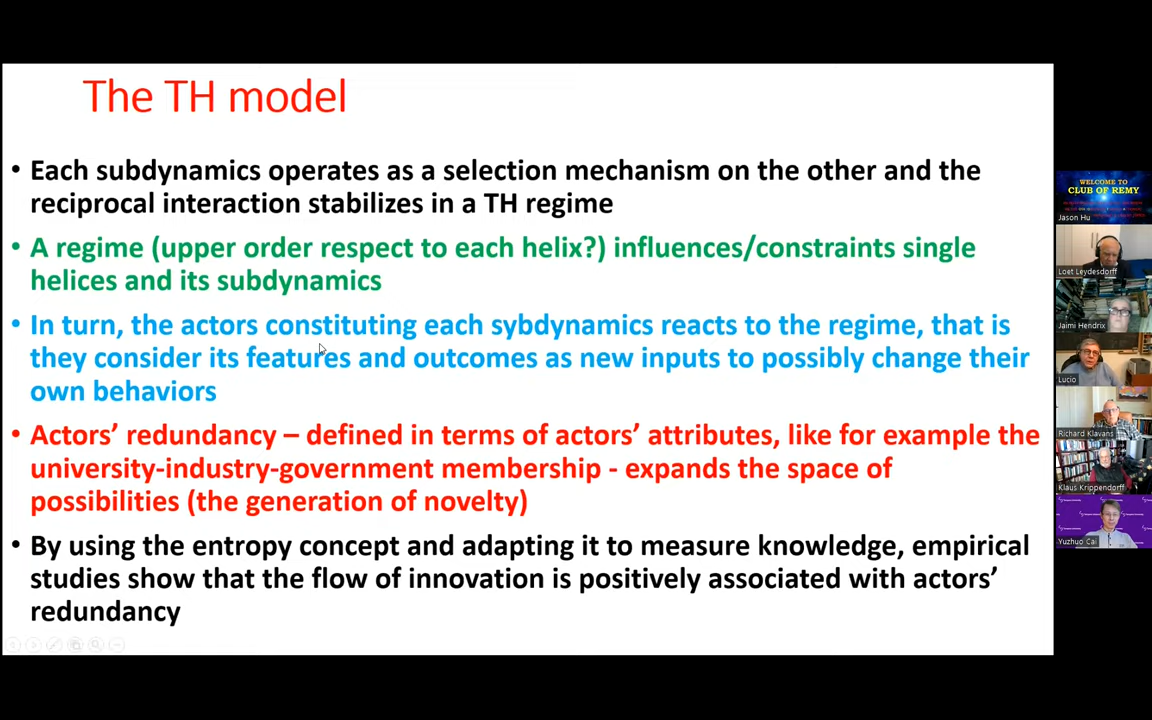 The TH model
• Each subdynamics operates as a selection mechanism on the other and the
reciprocal interaction stabilizes in a TH regime
• A regime (upper order respect to each helix?) influences/constraints single
helices and its subdynamics
• In turn, the actors constituting each sybdynamics reacts to the regime, that is
they consider its features and outcomes as new inputs to possibly change their
own behaviors
• Actors’ redundancy – defined in terms of actors’ attributes, like for example the
university-industry-government membership - expands the space of
possibilities (the generation of novelty)
• By using the entropy concept and adapting it to measure knowledge, empirical
studies show that the flow of innovation is positively associated with actors’
redundancy
WELCOME TO
CLUB OF REMY
Jason Hu
Loet Leydesdorff
Jaimi Hendrix
Lucio
Richard Klavans
Klaus Krippendorff
Yuzhuo Cai